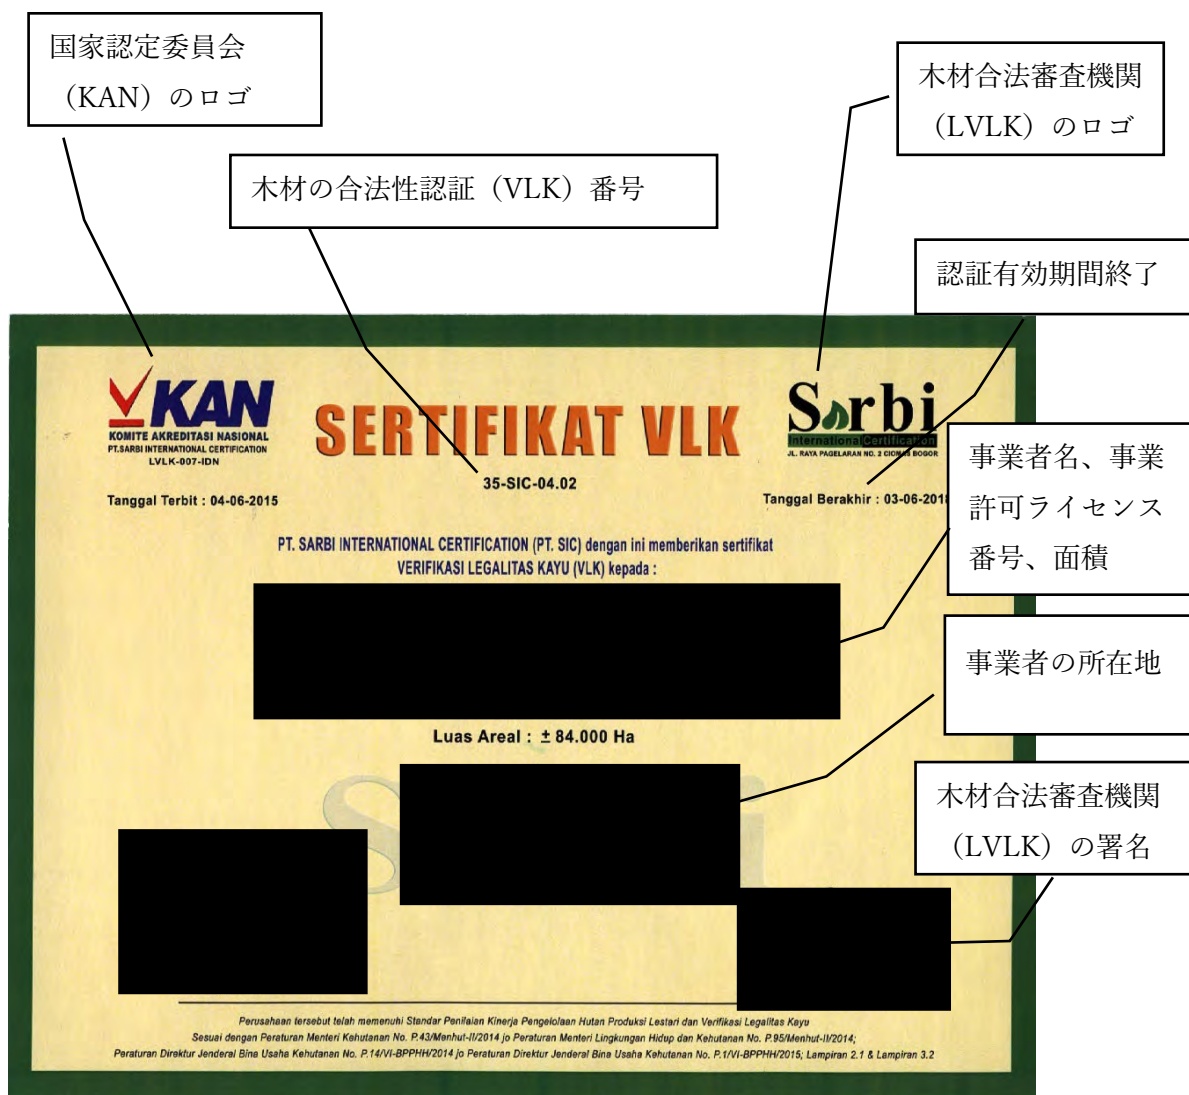 国家認定委員会
（KAN）のロゴ
木材合法審査機関
（LVLK）のロゴ
木材の合法性認証（VLK）番号
認証有効期間終了
KAN
KOMITE AKREDITASI NASIONAL
PT.SARBI INTERNATIONAL CERTIFICATION
LVLK-007-IDN
Tanggal Terbit : 04-06-2015
SERTIFIKAT VLK
35-SIC-04.02
Sarbi
International Certification
JL. RAYA PAGELARAN NO. 2 CIOMAS BOGOR
Tanggal Berakhir : 03-06-2018
事業者名、事業
許可ライセンス
番号、面積
PT. SARBI INTERNATIONAL CERTIFICATION (PT. SIC) dengan ini memberikan sertifikat
VERIFIKASI LEGALITAS KAYU (VLK) kepada :
事業者の所在地
Luas Areal : ± 84.000 Ha
木材合法審査機関
（LVLK）の署名
Perusahaan tersebut telah memenuhi Standar Penilaian Kinerja Pengelolaan Hutan Produksi Lestari dan Verifikasi Legalitas Kayu
Sesuai dengan Peraturan Menteri Kehutanan No. P.43/Menhut-II/2014 jo Peraturan Menteri Lingkungan Hidup dan Kehutanan No. P.95/Menhut-II/2014;
Peraturan Direktur Jenderal Bina Usaha Kehutanan No. P.14/VI-BPPHH/2014 jo Peraturan Direktur Jenderal Bina Usaha Kehutanan No. P.1/VI-BPPHH/2015; Lampiran 2.1 & Lampiran 3.2